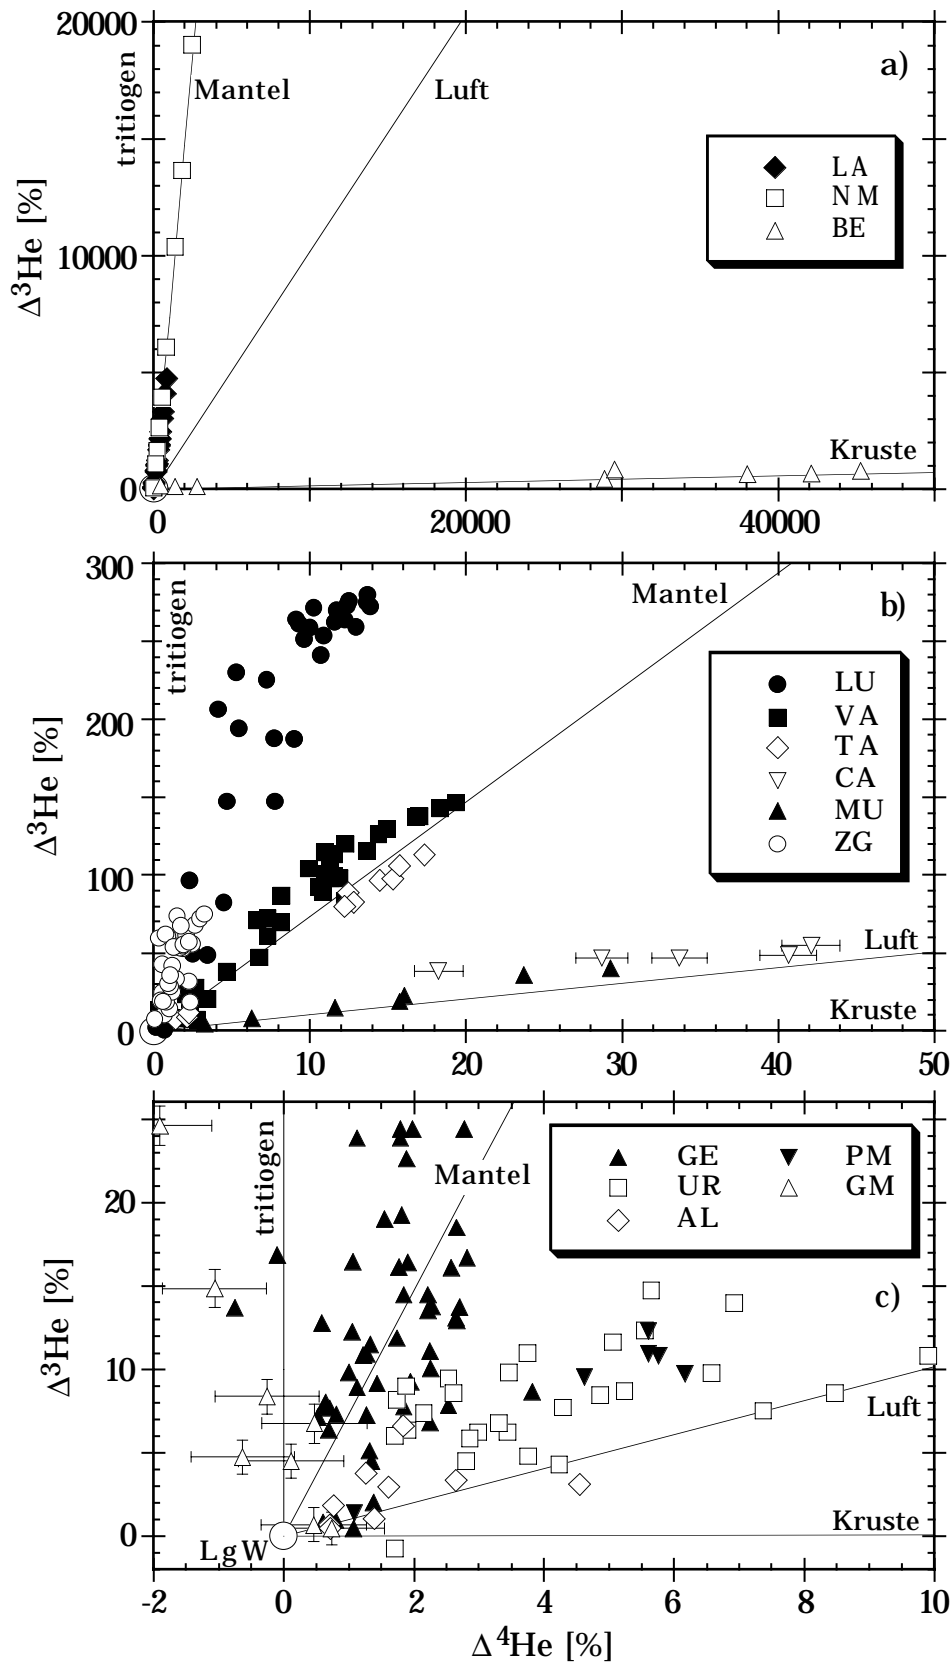 20000
tritiogen
Mantel
Luft
a)
LA
NM
BE
Δ³He [%]
10000
Kruste
0
0
20000
40000
300
tritiogen
Mantel
b)
LU
VA
TA
CA
MU
ZG
200
Δ³He [%]
100
Luft
Kruste
0
0
10
20
30
40
50
tritiogen
Mantel
GE
PM
UR
GM
AL
20
Δ³He [%]
c)
10
Luft
Kruste
0
LgW
-2
0
2
4
6
8
10
Δ⁴He [%]